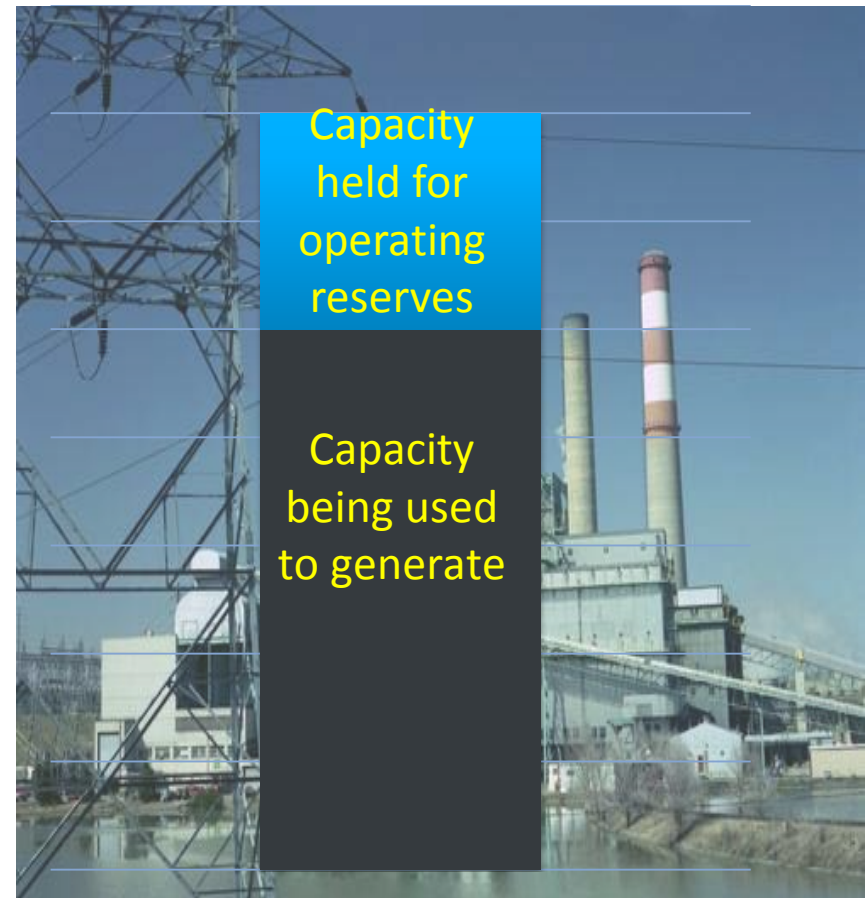 Capacity
held for
operating
reserves
Capacity
being used
to generate